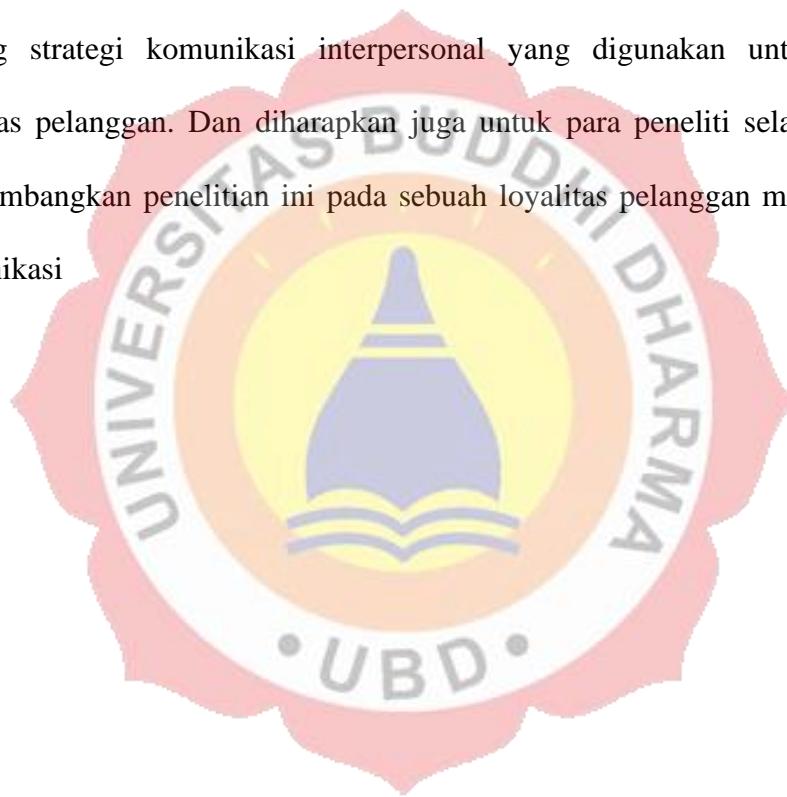 g strategi komunikasi interpersonal yang digunakan unt
as pelanggan. Dan diharapkan juga untuk para peneliti sela
mbangkan penelitian ini pada sebuah loyalitas pelanggan m
nikasi
UNIVERSITAS BUDDHI DHARMA
• UBD •